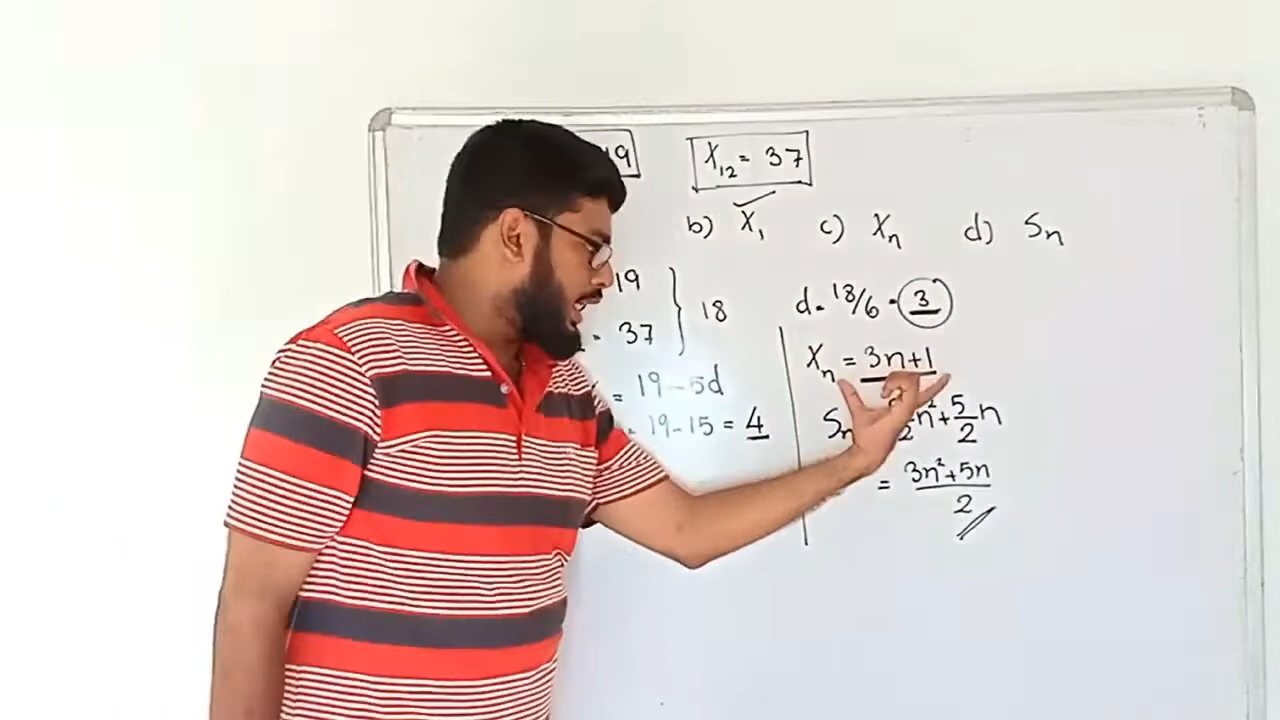 19 X₁₂ = 37
b) X₁ c) Xₙ d) Sₙ
19
37 } 18
= 19 - 5d
= 19 - 15 = 4
d = 18/6 = 3
Xₙ = 3n+1
Sₙ 2 n² + 5/2 n
= 3n²+5n / 2